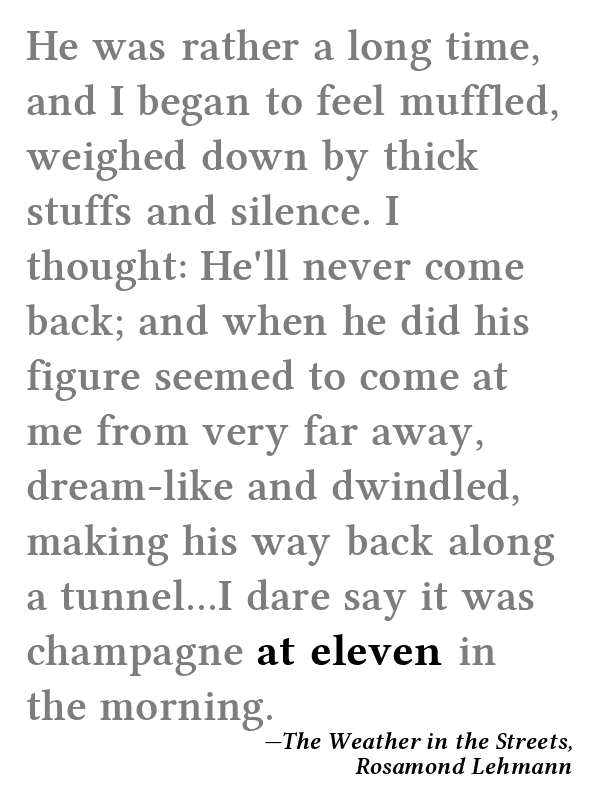 He was rather a long time,
and I began to feel muffled,
weighed down by thick
stuffs and silence. I
thought: He'll never come
back; and when he did his
figure seemed to come at
me from very far away,
dream-like and dwindled,
making his way back along
a tunnel...I dare say it was
champagne at eleven in
the morning.
—The Weather in the Streets,
Rosamond Lehmann